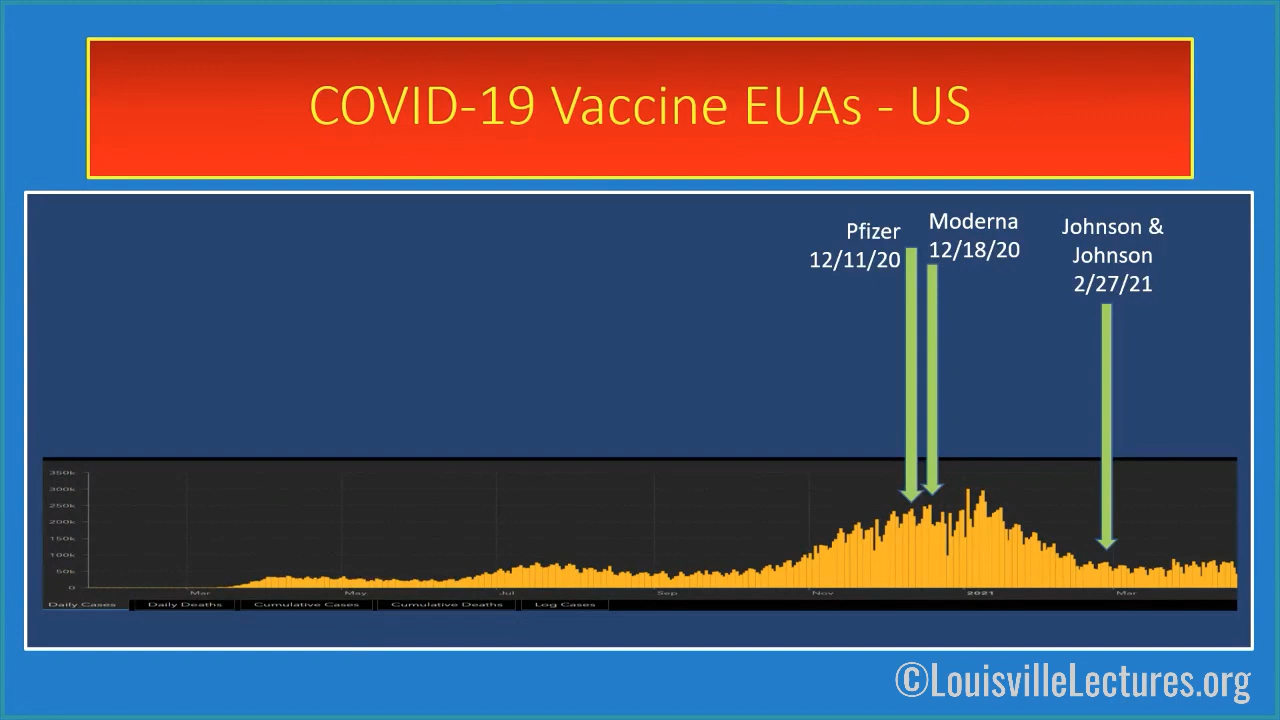 COVID-19 Vaccine EUAs - US
Pfizer
12/11/20
Moderna
12/18/20
Johnson &
Johnson
2/27/21
350k
300k
250k
200k
150k
100k
50k
0
Mar
May
Jul
Sep
Nov
2021
Mar
Daily Cases
Daily Deaths
Cumulative Cases
Cumulative Deaths
Log Cases
©LouisvilleLectures.org